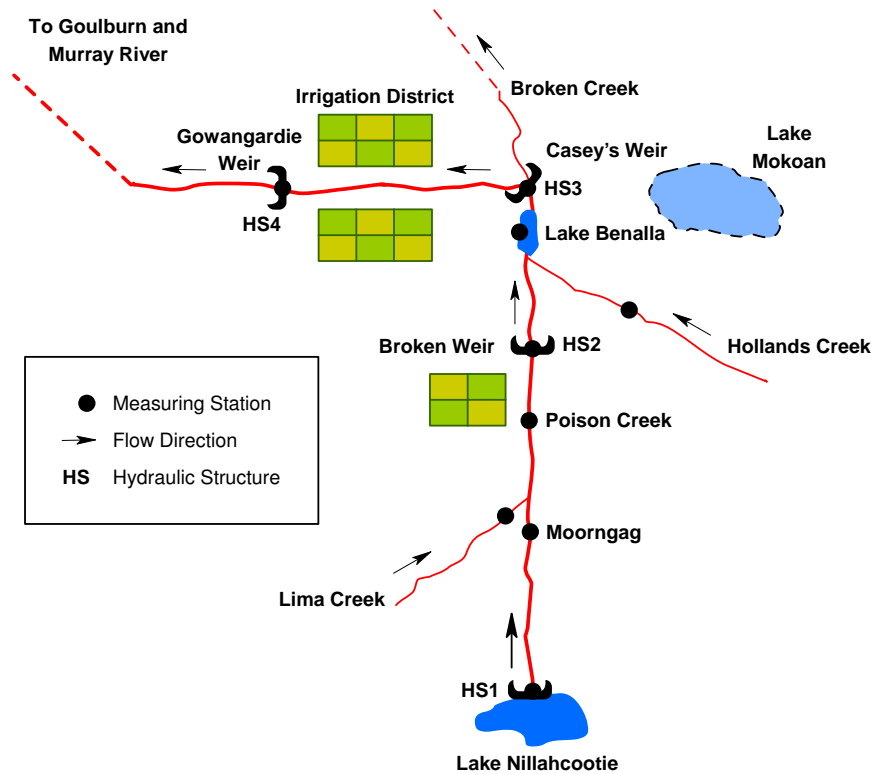 To Goulburn and
Murray River
Broken Creek
Irrigation District
Gowangardie
Weir
Casey's Weir
Lake
Mokoan
HS3
HS4
Lake Benalla
Broken Weir
HS2
Hollands Creek
Measuring Station
Flow Direction
HS Hydraulic Structure
Poison Creek
Moorngag
Lima Creek
HS1
Lake Nillahcootie